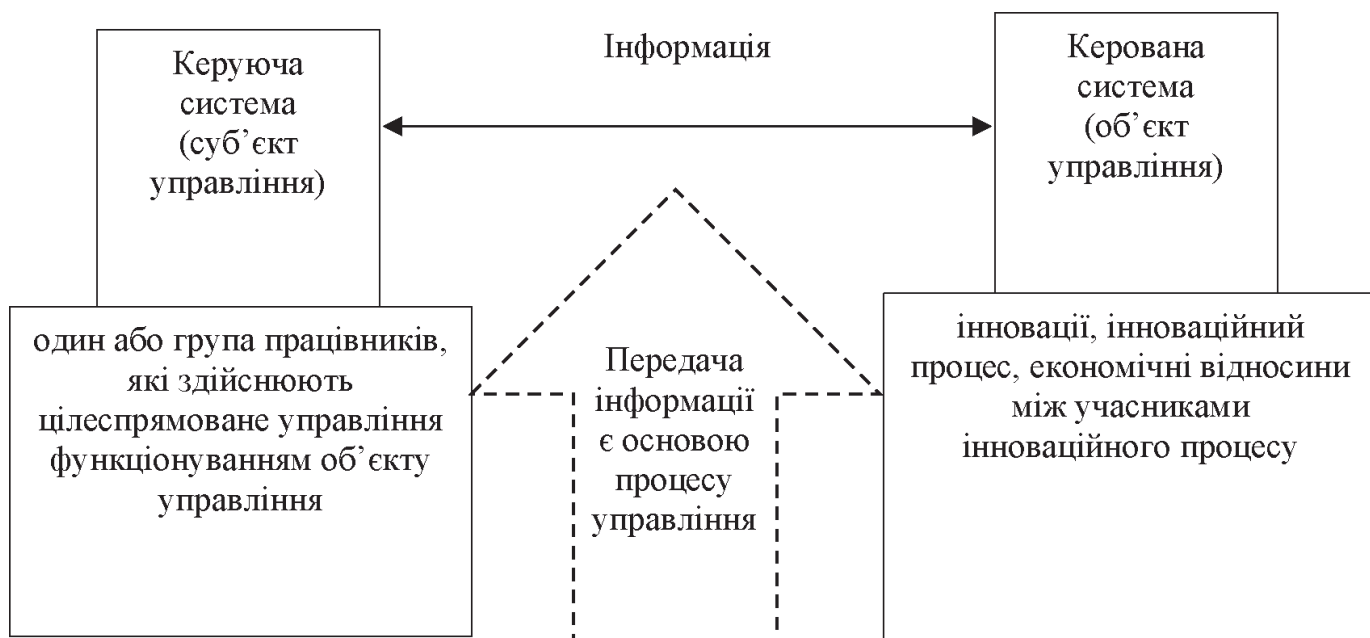 Керуюча
система
(суб’єкт
управління)
Інформація
Керована
система
(об’єкт
управління)
один або група працівників,
які здійснюють
цілеспрямоване управління
функціонуванням об’єкту
управління
Передача
інформації
є основою
процесу
управління
інновації, інноваційний
процес, економічні відносини
між учасниками
інноваційного процесу